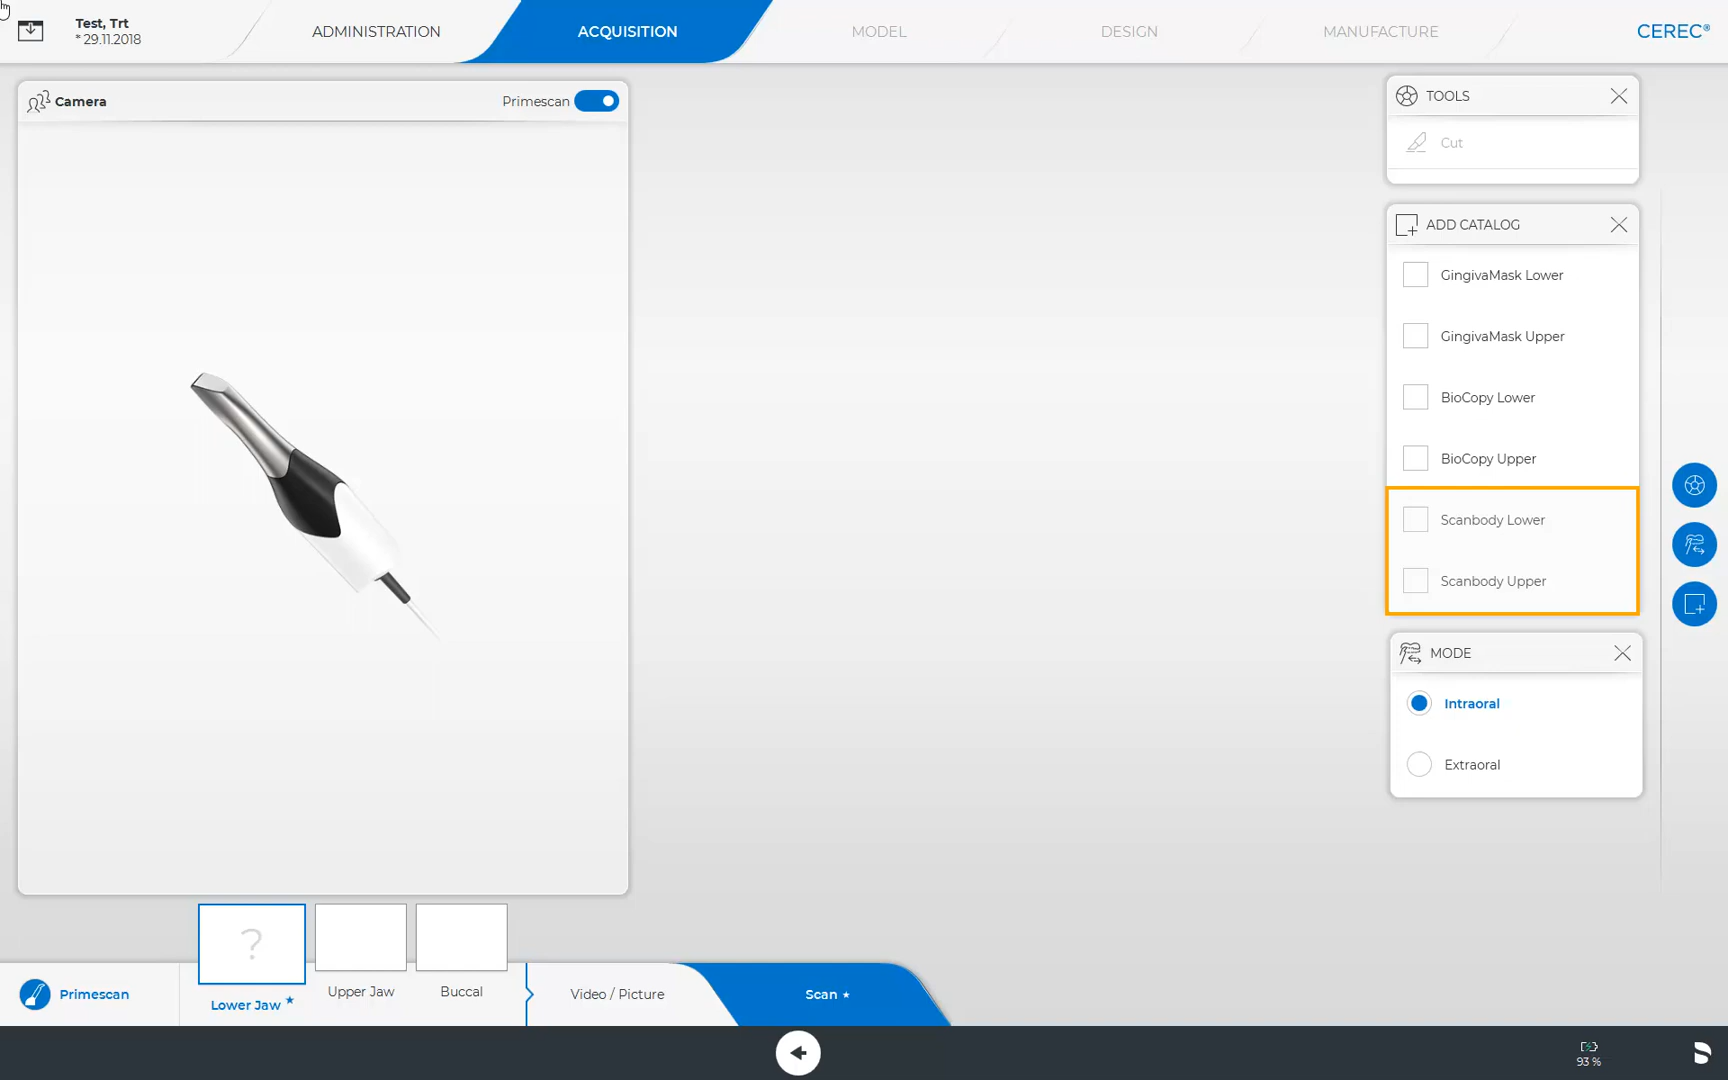 Test, Trt
* 29.11.2018
ADMINISTRATION
ACQUISITION
MODEL
DESIGN
MANUFACTURE
CEREC®
Camera
Primescan
TOOLS
Cut
ADD CATALOG
GingivaMask Lower
GingivaMask Upper
BioCopy Lower
BioCopy Upper
Scanbody Lower
Scanbody Upper
MODE
Intraoral
Extraoral
?
Primescan
Lower Jaw ★
Upper Jaw
Buccal
Video / Picture
Scan ★
93 %